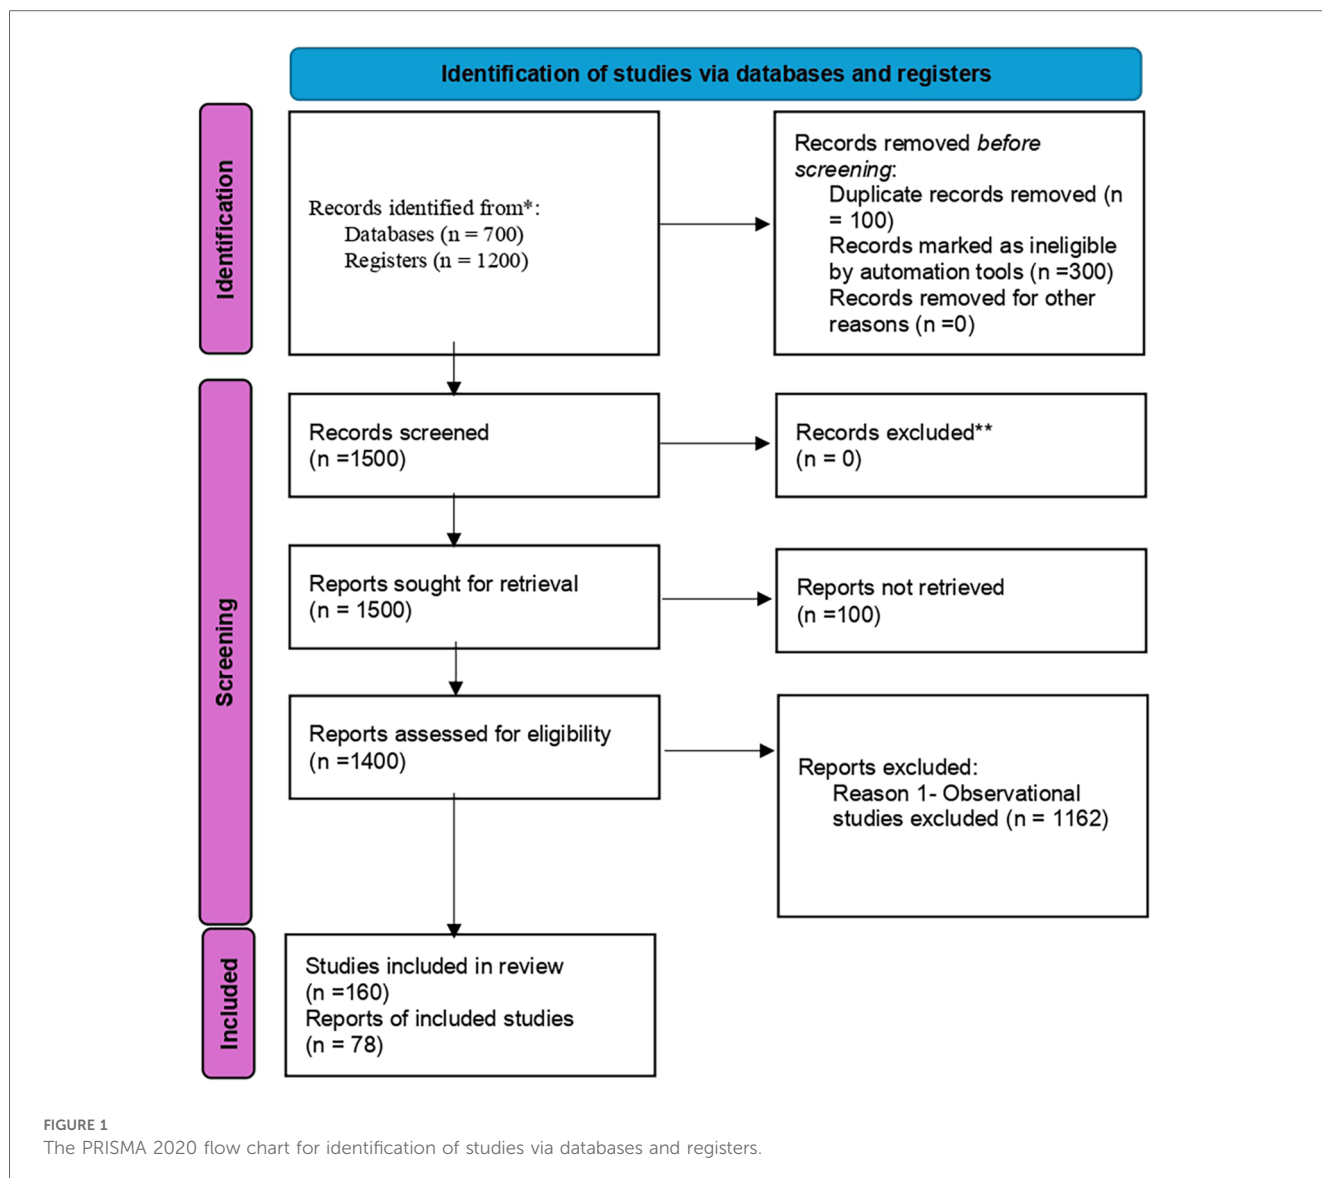 Identification of studies via databases and registers
Identification
Records identified from*:
Databases (n = 700)
Registers (n = 1200)
Records removed before
screening:
Duplicate records removed (n
= 100)
Records marked as ineligible
by automation tools (n =300)
Records removed for other
reasons (n =0)
Screening
Records screened
(n =1500)
Records excluded**
(n = 0)
Reports sought for retrieval
(n = 1500)
Reports not retrieved
(n =100)
Reports assessed for eligibility
(n =1400)
Reports excluded:
Reason 1- Observational
studies excluded (n = 1162)
Included
Studies included in review
(n =160)
Reports of included studies
(n = 78)
FIGURE 1
The PRISMA 2020 flow chart for identification of studies via databases and registers.